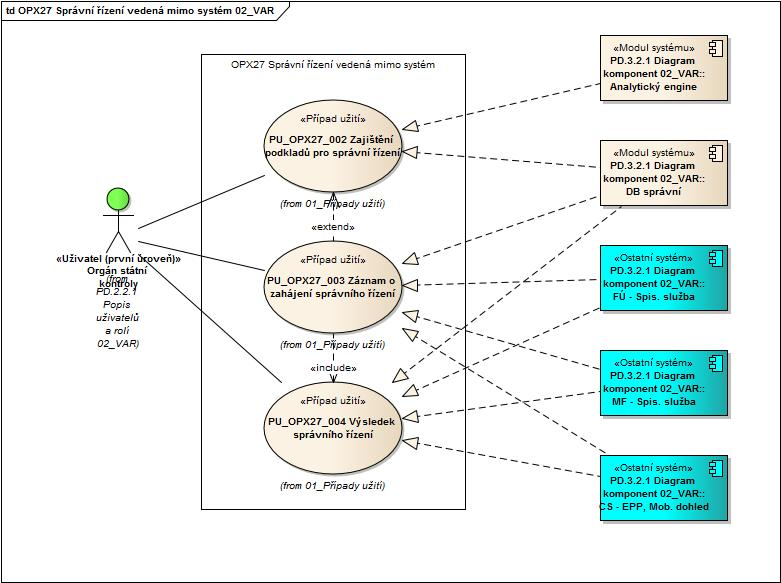 td OPX27 Správní řízení vedená mimo systém 02_VAR
OPX27 Správní řízení vedená mimo systém
«Případ užití»
PU_OPX27_002 Zajištění
podkladů pro správní řízení
(from 01_Případy užití)
«extend»
«Případ užití»
PU_OPX27_003 Záznam o
zahájení správního řízení
(from 01_Případy užití)
«include»
«Případ užití»
PU_OPX27_004 Výsledek
správního řízení
(from 01_Případy užití)
«Uživatel (první úroveň)»
Orgán státní
kontroly
(from
PD.2.2.1
Popis
uživatelů
a rolí
02_VAR)
«Modul systému»
PD.3.2.1 Diagram
komponent 02_VAR::
Analytický engine
«Modul systému»
PD.3.2.1 Diagram
komponent 02_VAR::
DB správní
«Ostatní systém»
PD.3.2.1 Diagram
komponent 02_VAR::
FÚ - Spis. služba
«Ostatní systém»
PD.3.2.1 Diagram
komponent 02_VAR::
MF - Spis. služba
«Ostatní systém»
PD.3.2.1 Diagram
komponent 02_VAR::
CS - EPP, Mob. dohled